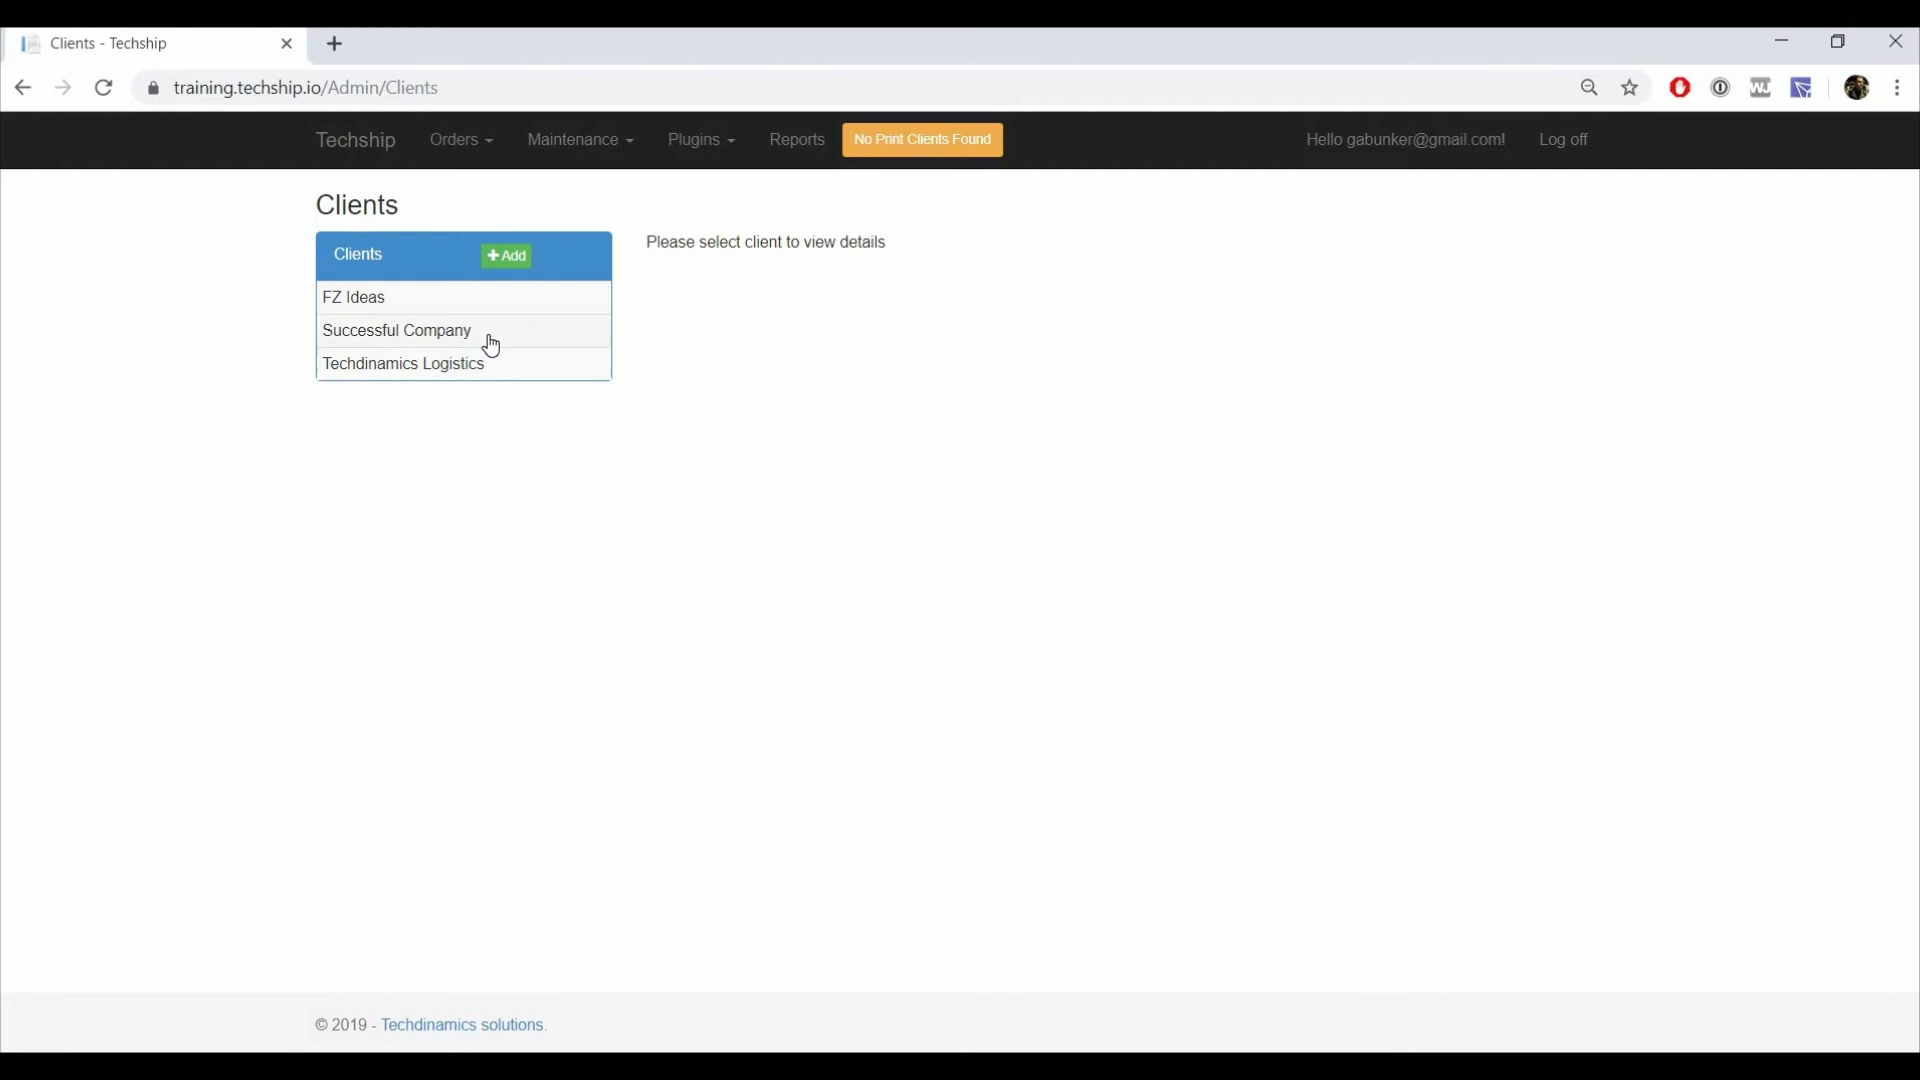 Clients - Techship
training.techship.io/Admin/Clients
Techship Orders Maintenance Plugins Reports No Print Clients Found Hello gabunker@gmail.com! Log off
Clients
Clients + Add
Please select client to view details
FZ Ideas
Successful Company
Techdinamics Logistics
© 2019 - Techdinamics solutions.